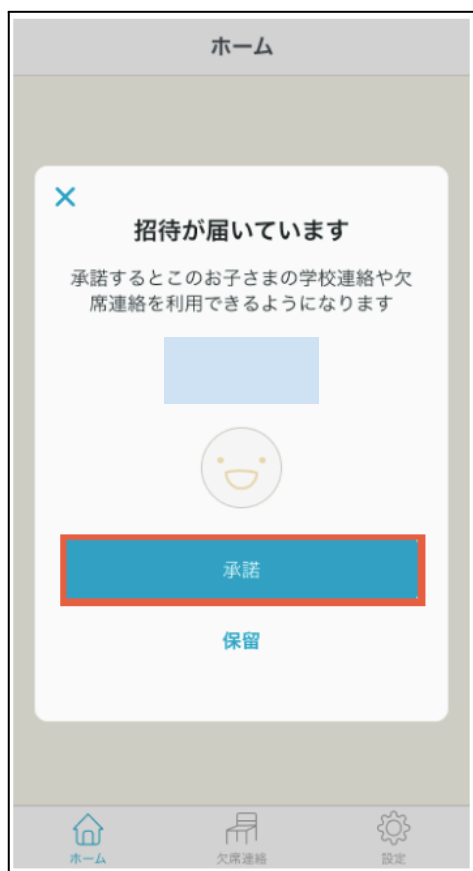 ホーム
招待が届いています
承諾するとこのお子さまの学校連絡や欠
席連絡を利用できるようになります
承諾
保留
ホーム
欠席連絡
設定